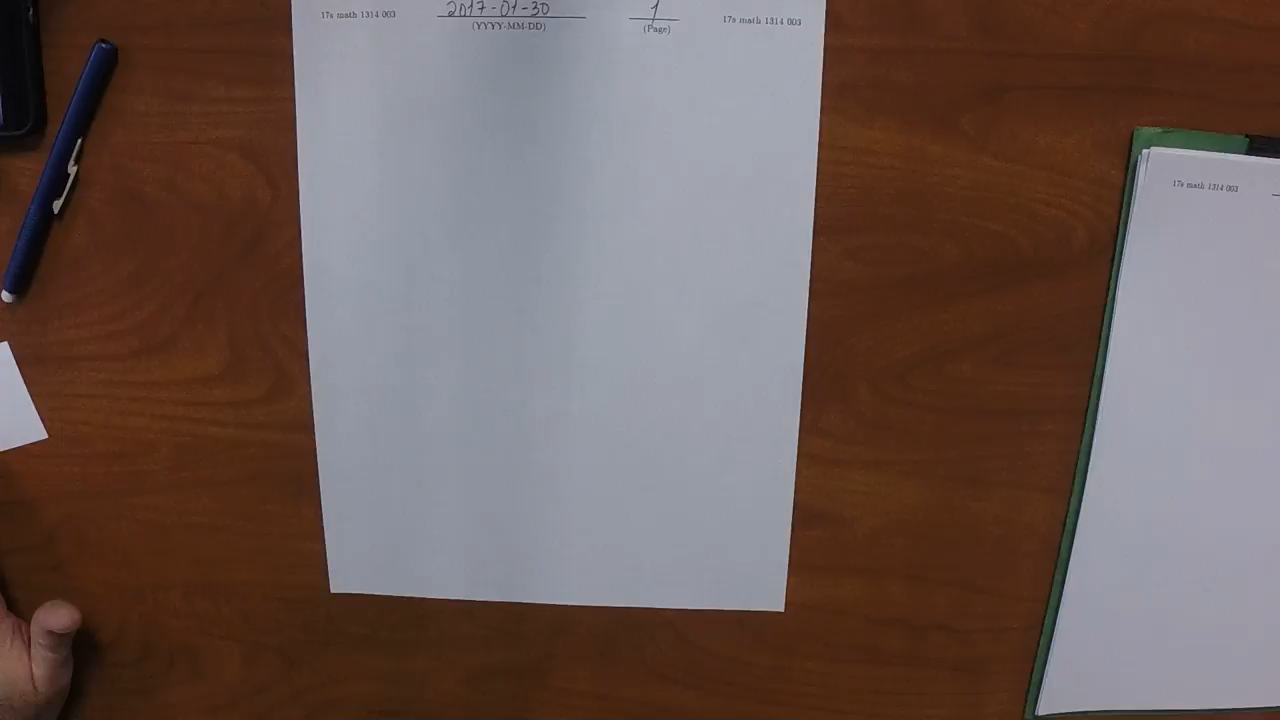 17s math 1314 003 2017-01-30 1 17s math 1314 003
(YYYY-MM-DD) (Page)
17s math 1314 003